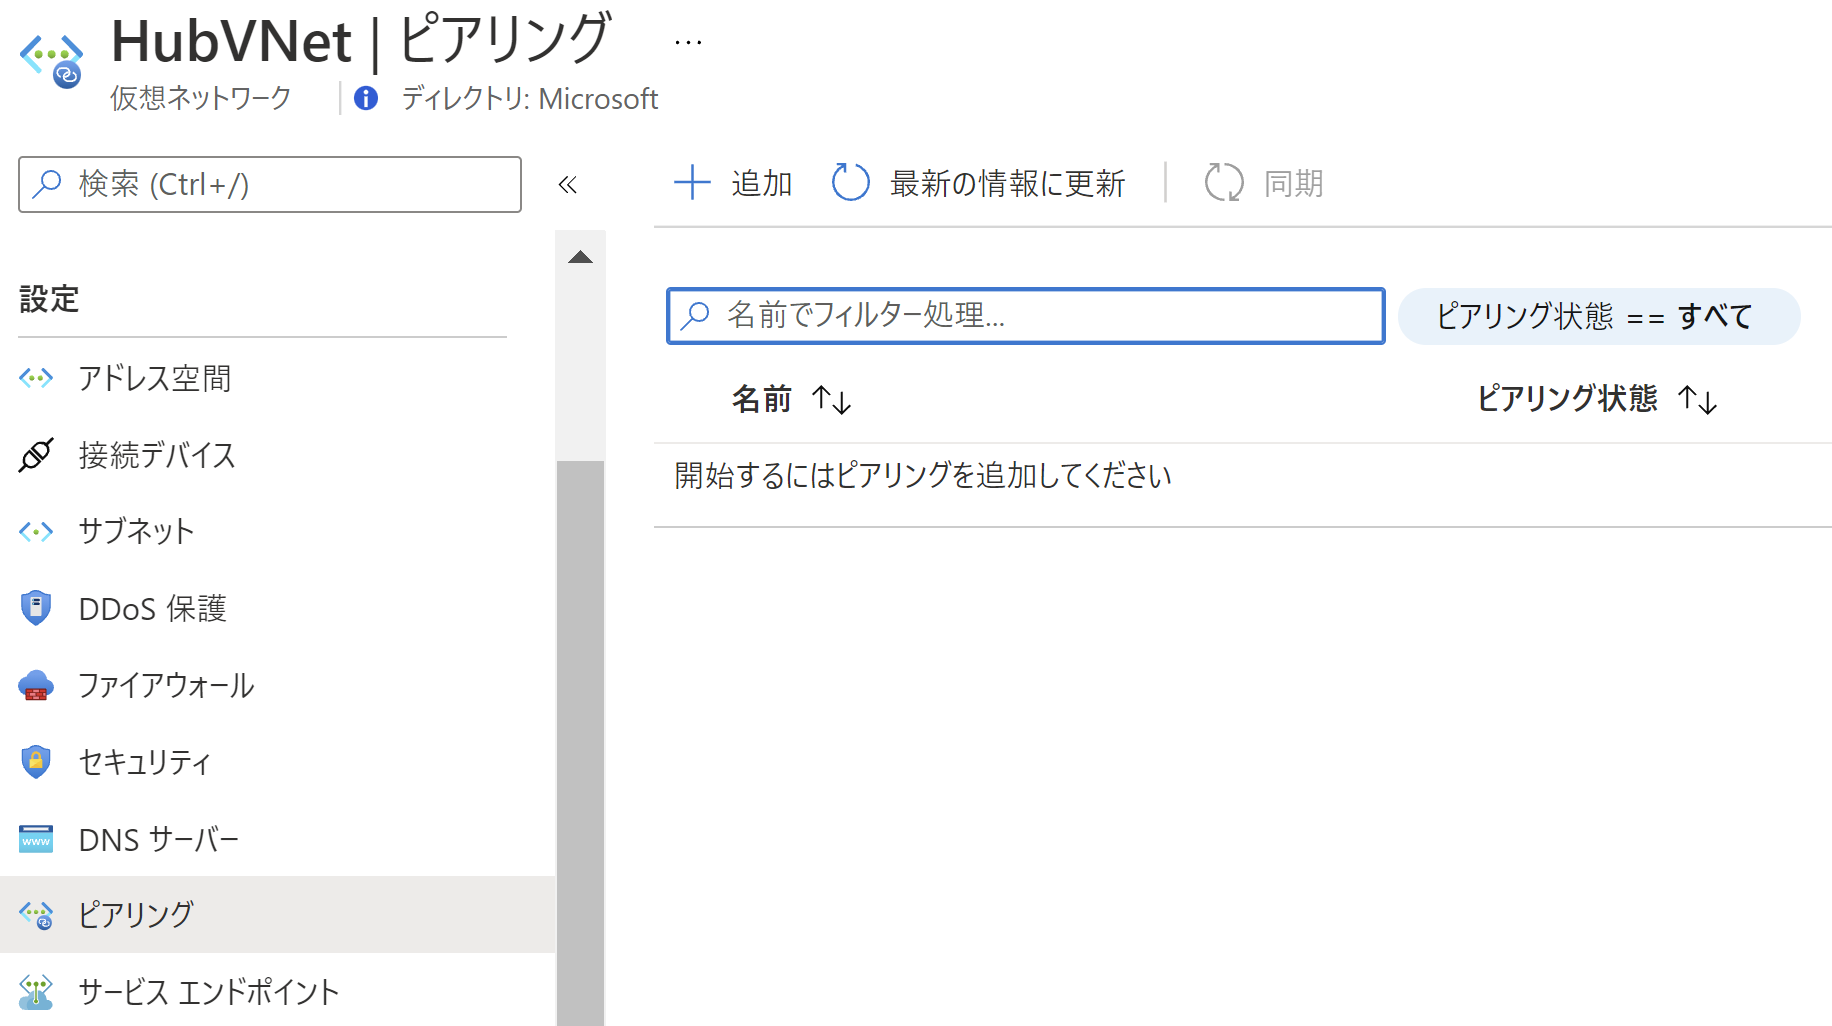 HubVNet | ピアリング ...
仮想ネットワーク | ディレクトリ: Microsoft
検索 (Ctrl+/)
«
追加
最新の情報に更新
同期
設定
アドレス空間
接続デバイス
サブネット
DDoS 保護
ファイアウォール
セキュリティ
DNS サーバー
ピアリング
サービス エンドポイント
名前でフィルター処理...
ピアリング状態 == すべて
名前 ↑↓
ピアリング状態 ↑↓
開始するにはピアリングを追加してください